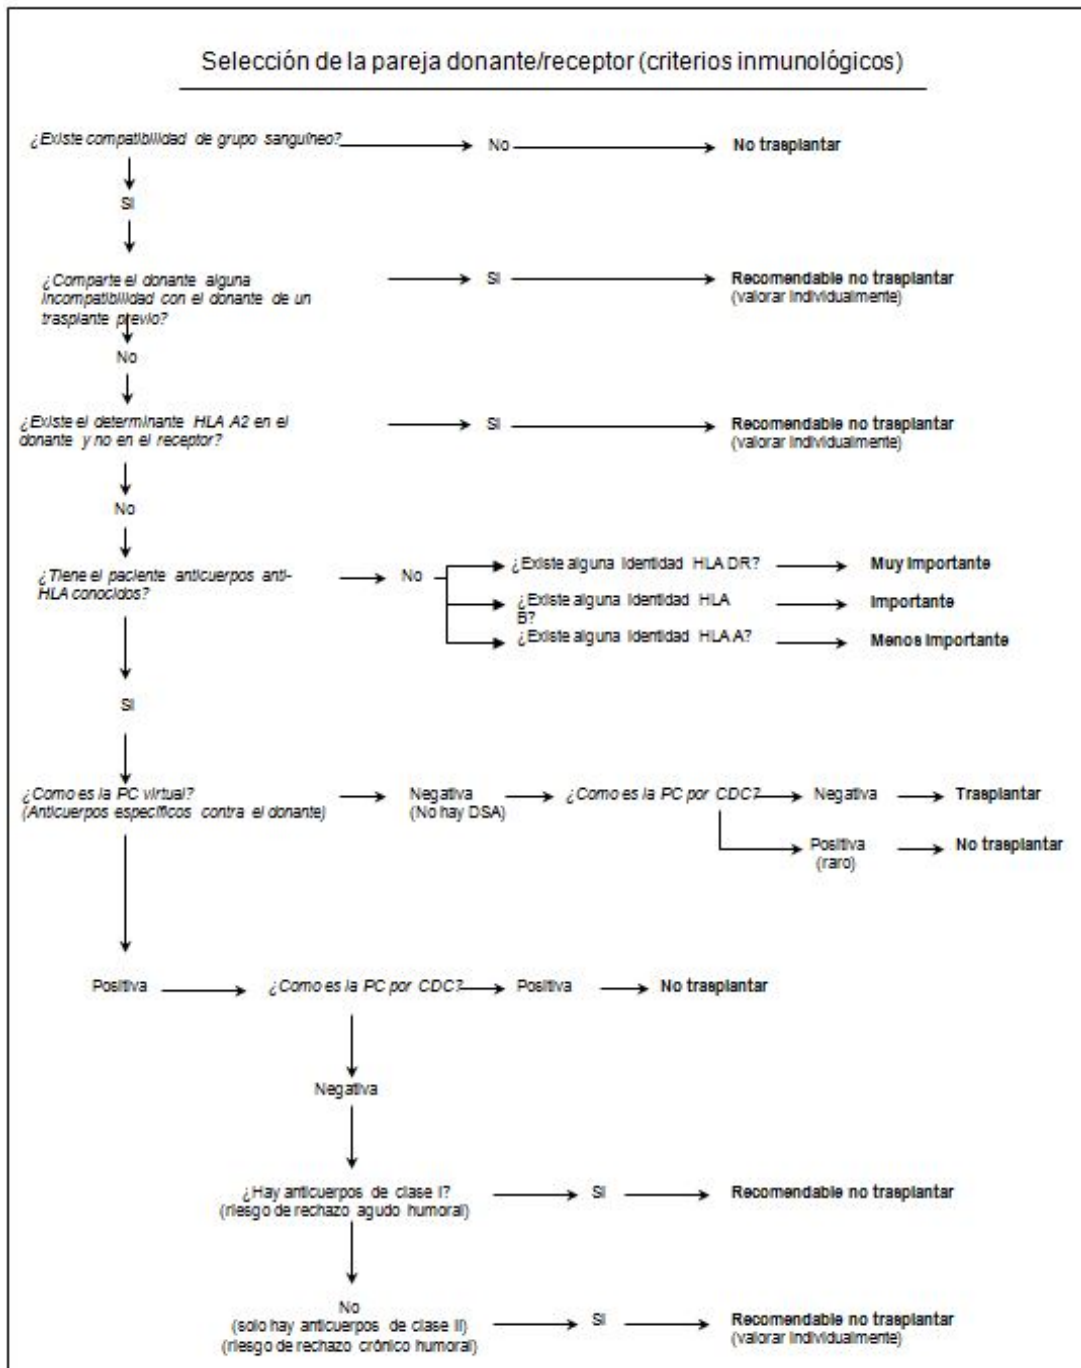 Selección de la pareja donante/receptor (criterios inmunológicos)
¿Existe compatibilidad de grupo sanguíneo?
No
No trasplantar
SI
¿Comparte el donante alguna
incompatibilidad con el donante de un
trasplante previo?
SI
Recomendable no trasplantar
(valorar individualmente)
No
¿Existe el determinante HLA A2 en el
donante y no en el receptor?
SI
Recomendable no trasplantar
(valorar individualmente)
No
¿Tiene el paciente anticuerpos anti-
HLA conocidos?
No
¿Existe alguna identidad HLA DR?
Muy importante
¿Existe alguna identidad HLA
B?
Importante
¿Existe alguna identidad HLA A?
Menos importante
SI
¿Como es la PC virtual?
(Anticuerpos específicos contra el donante)
Negativa
(No hay DSA)
¿Como es la PC por CDC?
Negativa
Trasplantar
Positiva
(raro)
No trasplantar
Positiva
¿Como es la PC por CDC?
Positiva
No trasplantar
Negativa
¿Hay anticuerpos de clase I?
(riesgo de rechazo agudo humoral)
SI
Recomendable no trasplantar
No
(solo hay anticuerpos de clase II)
(riesgo de rechazo crónico humoral)
SI
Recomendable no trasplantar
(valorar individualmente)